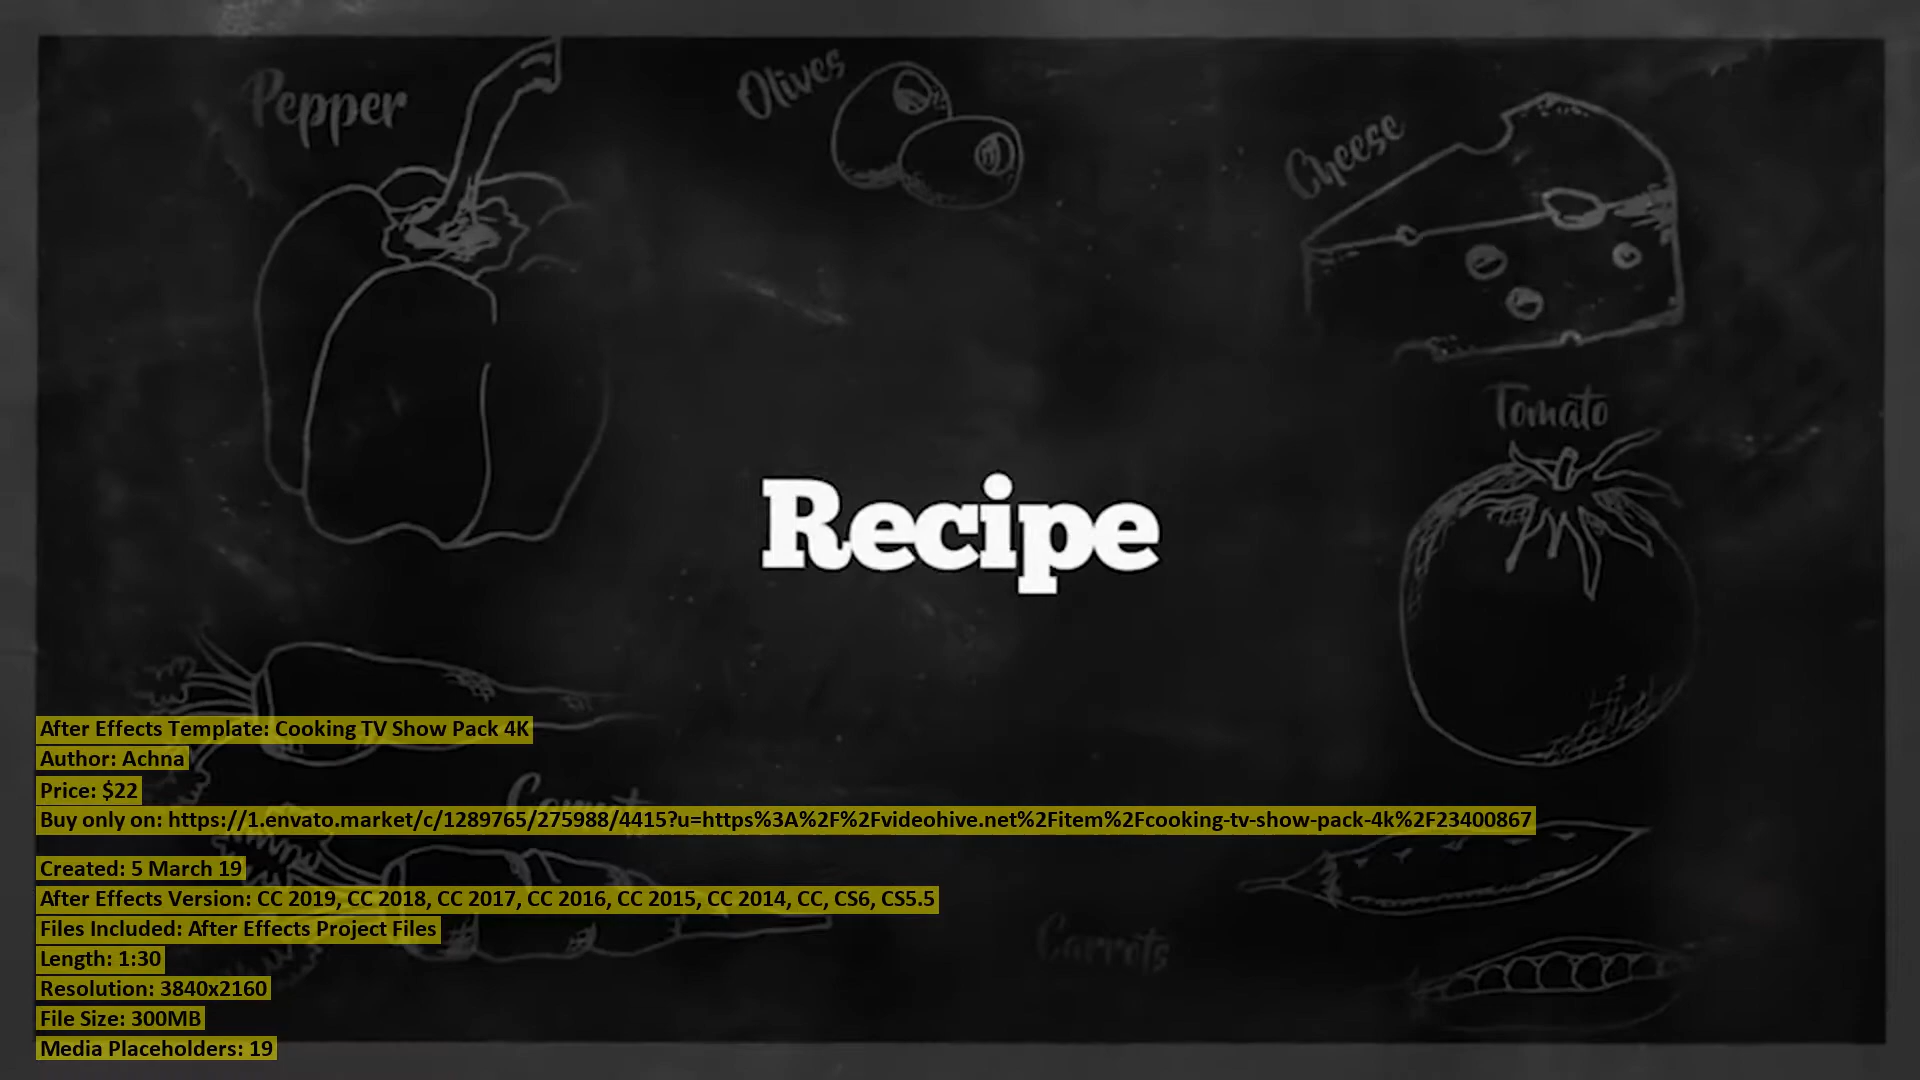 Pepper
Olives
Cheese
Tomato
Recipe
After Effects Template: Cooking TV Show Pack 4K
Author: Achna
Price: $22
Carrots
Buy only on: https://1.envato.market/c/1289765/275988/4415?u=https%3A%2F%2Fvideohive.net%2Fitem%2Fcooking-tv-show-pack-4k%2F23400867
Created: 5 March 19
After Effects Version: CC 2019, CC 2018, CC 2017, CC 2016, CC 2015, CC 2014, CC, CS6, CS5.5
Files Included: After Effects Project Files
Carrots
Length: 1:30
Resolution: 3840x2160
File Size: 300MB
Media Placeholders: 19